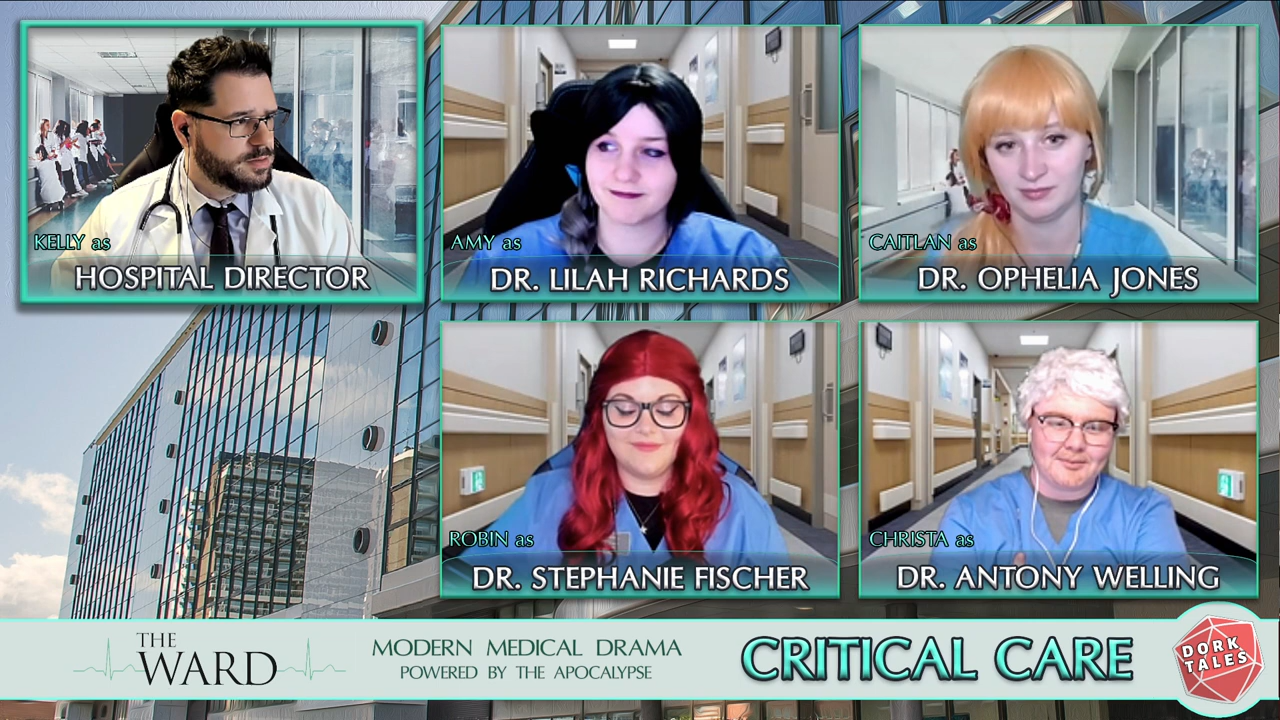 KELLY as
HOSPITAL DIRECTOR
AMY as
DR. LILAH RICHARDS
CAITLAN as
DR. OPHELIA JONES
ROBIN as
DR. STEPHANIE FISCHER
CHRISTA as
DR. ANTONY WELLING
THE
WARD
MODERN MEDICAL DRAMA
POWERED BY THE APOCALYPSE
CRITICAL CARE
DORK
TALES